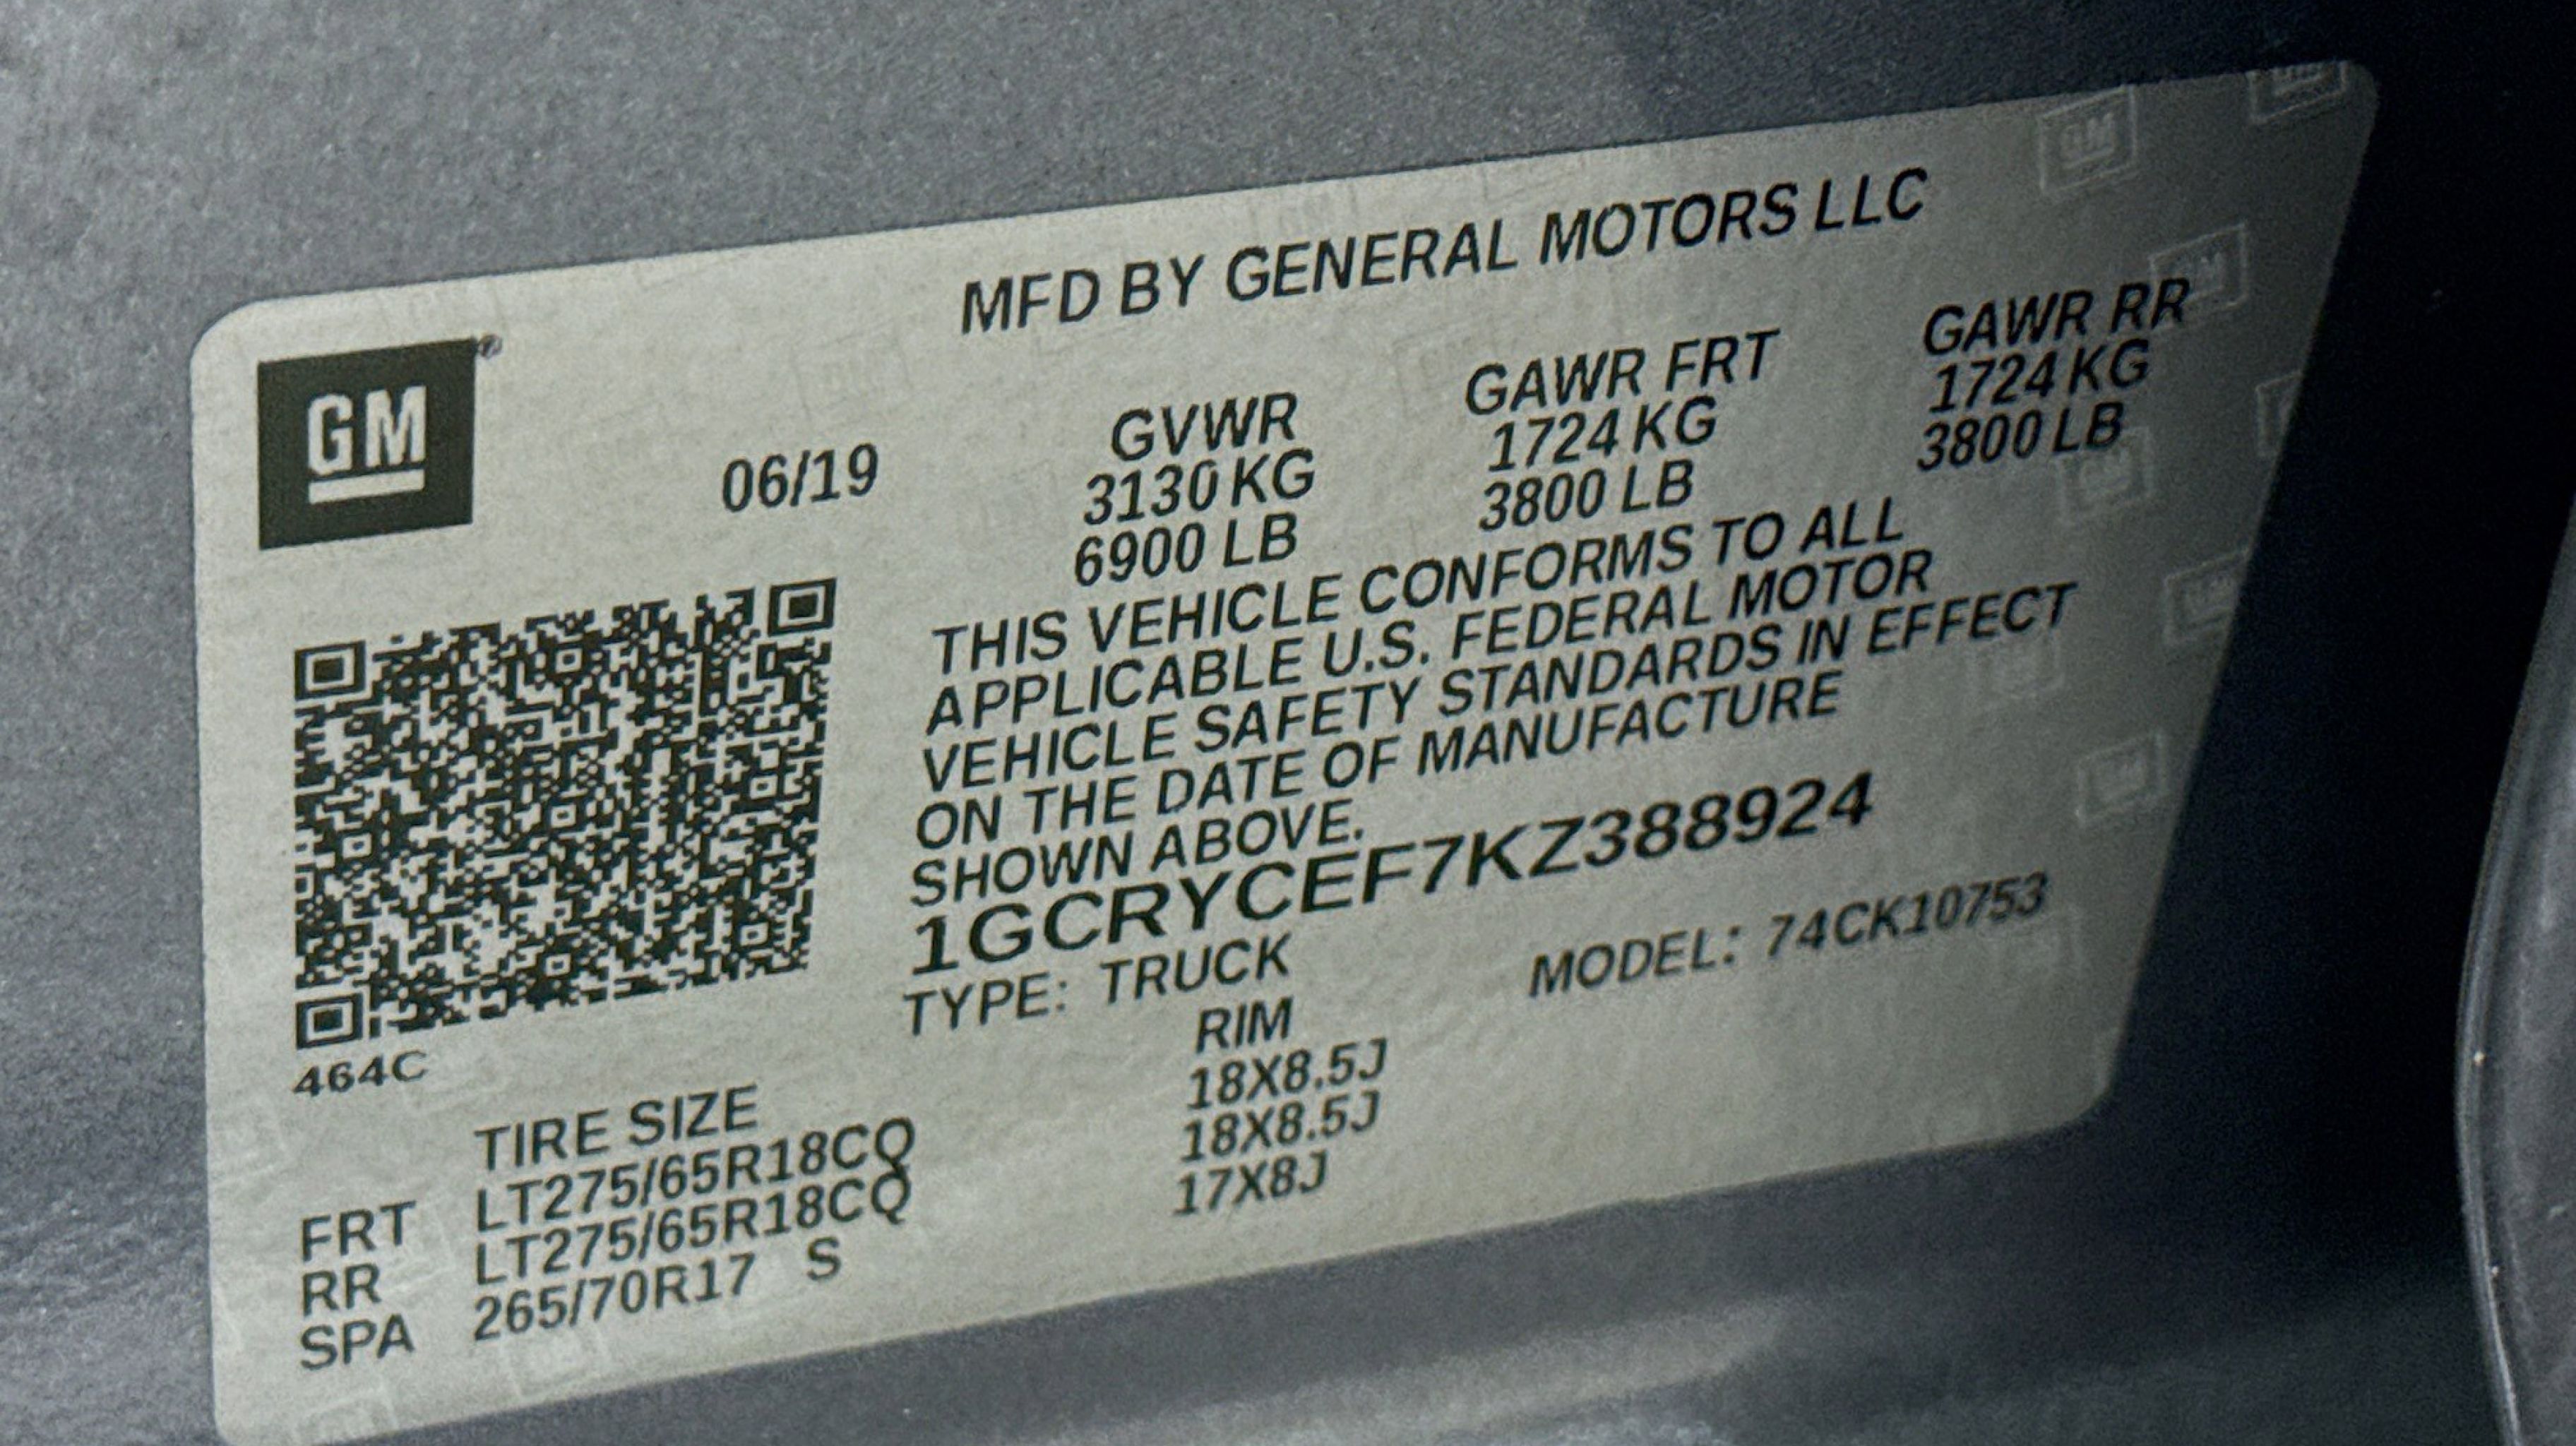 MFD BY GENERAL MOTORS LLC
GM
06/19
GVWR GAWR FRT GAWR RR
3130 KG 1724 KG 1724 KG
6900 LB 3800 LB 3800 LB
THIS VEHICLE CONFORMS TO ALL
APPLICABLE U.S. FEDERAL MOTOR
VEHICLE SAFETY STANDARDS IN EFFECT
ON THE DATE OF MANUFACTURE
SHOWN ABOVE.
1GCRYCEF7KZ388924
TYPE: TRUCK MODEL: 74CK10753
464C
TIRE SIZE RIM
FRT LT275/65R18CQ 18X8.5J
RR LT275/65R18CQ 18X8.5J
SPA 265/70R17 S 17X8J